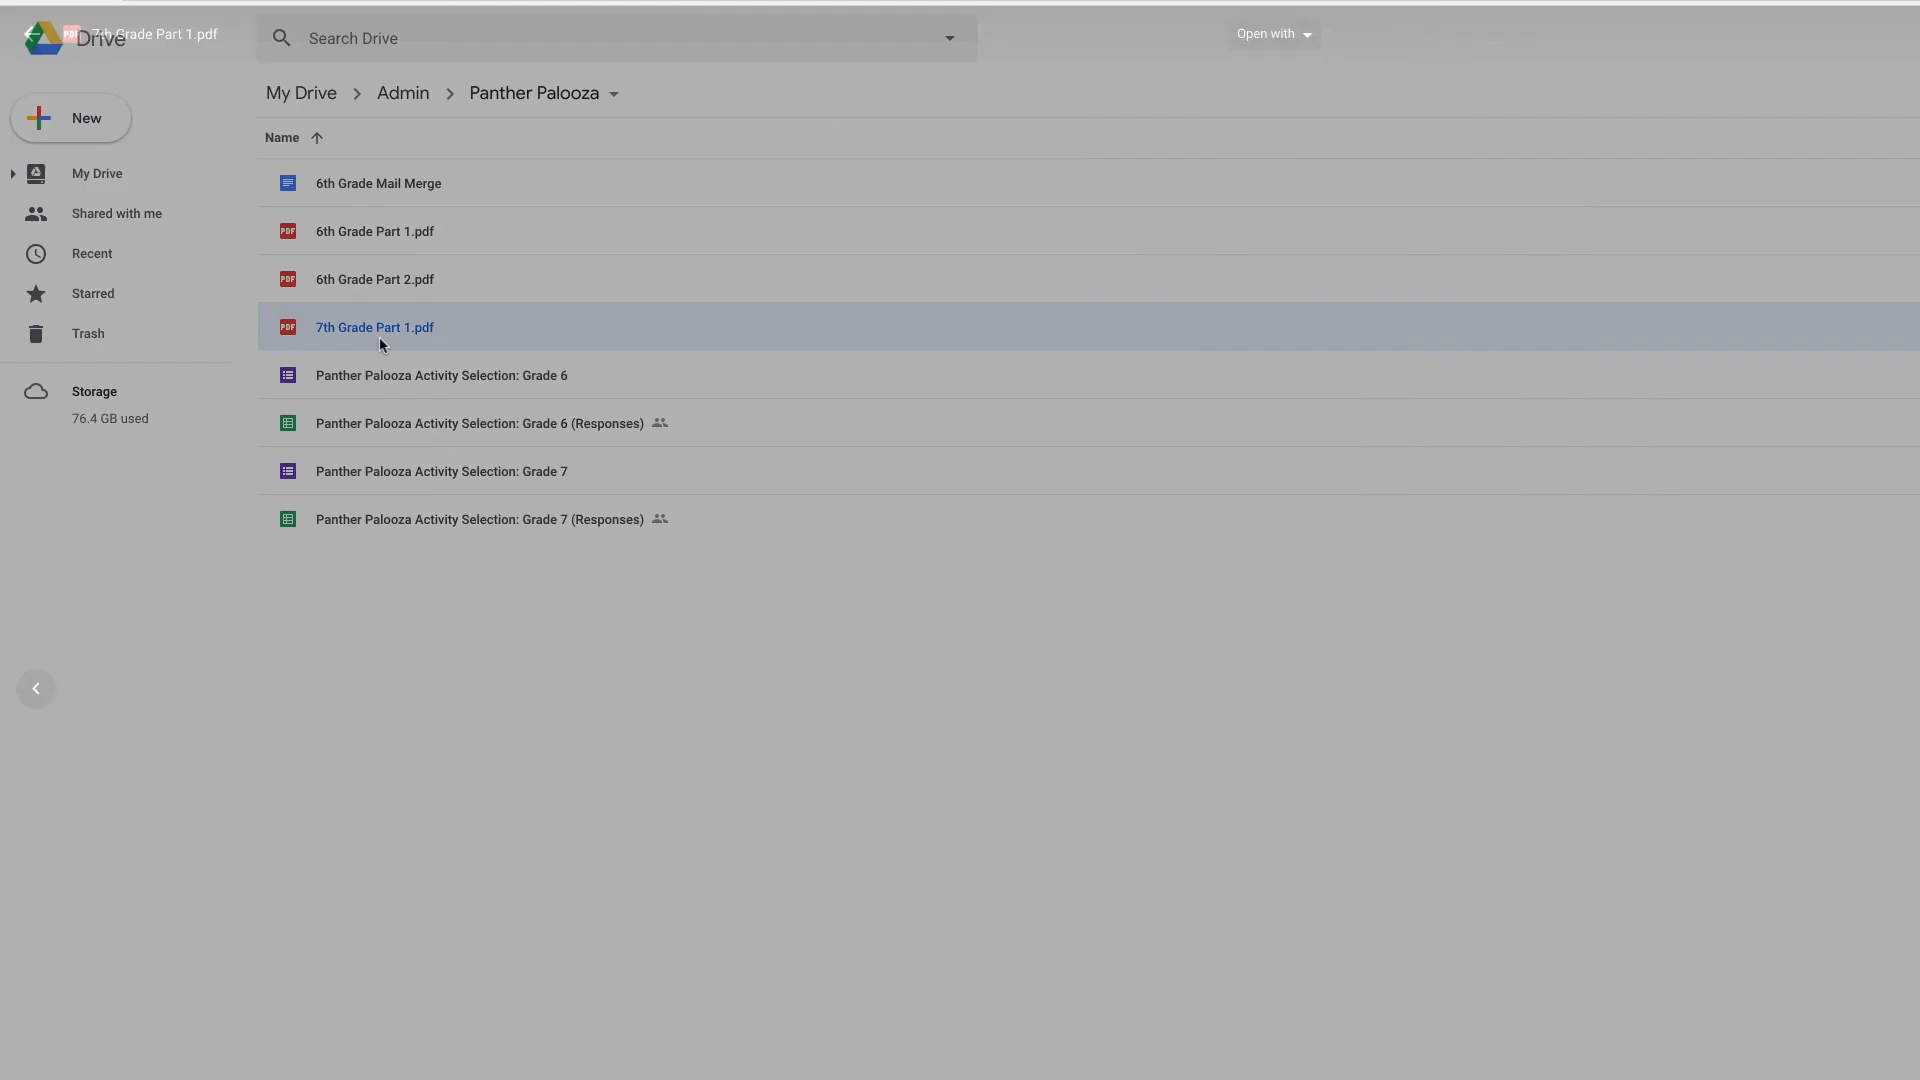 7th Grade Part 1.pdf
Drive
Search Drive
Open with
My Drive
Admin
Panther Palooza
New
Name
My Drive
Shared with me
Recent
Starred
Trash
Storage
76.4 GB used
6th Grade Mail Merge
PDF
6th Grade Part 1.pdf
PDF
6th Grade Part 2.pdf
PDF
7th Grade Part 1.pdf
Panther Palooza Activity Selection: Grade 6
Panther Palooza Activity Selection: Grade 6 (Responses)
Panther Palooza Activity Selection: Grade 7
Panther Palooza Activity Selection: Grade 7 (Responses)